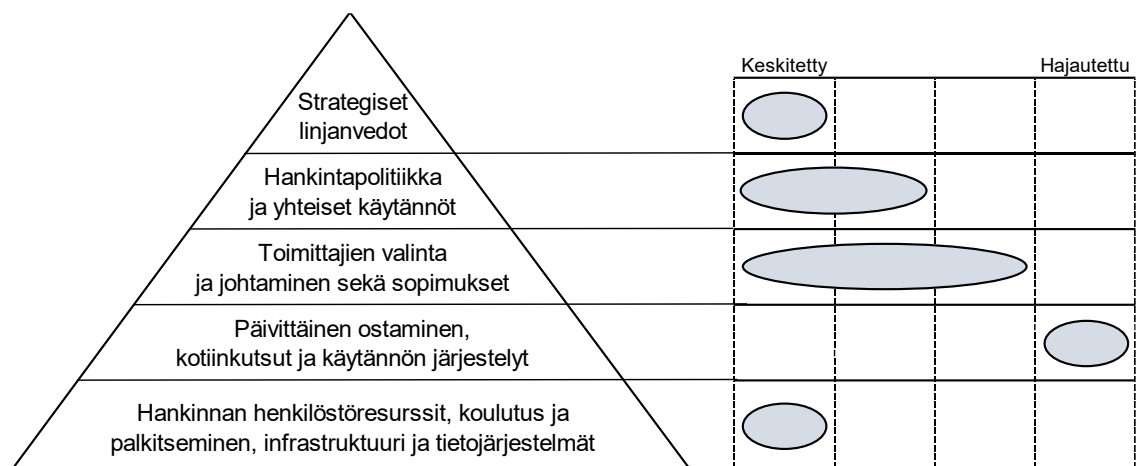 Keskitetty
Hajautettu
Strategiset
linjanvedot
Hankintapolitiikka
ja yhteiset käytännöt
Toimittajien valinta
ja johtaminen sekä sopimukset
Päivittäinen ostaminen,
kotiinkutsut ja käytännön järjestelyt
Hankinnan henkilöstöresurssit, koulutus ja
palkitseminen, infrastruktuuri ja tietojärjestelmät